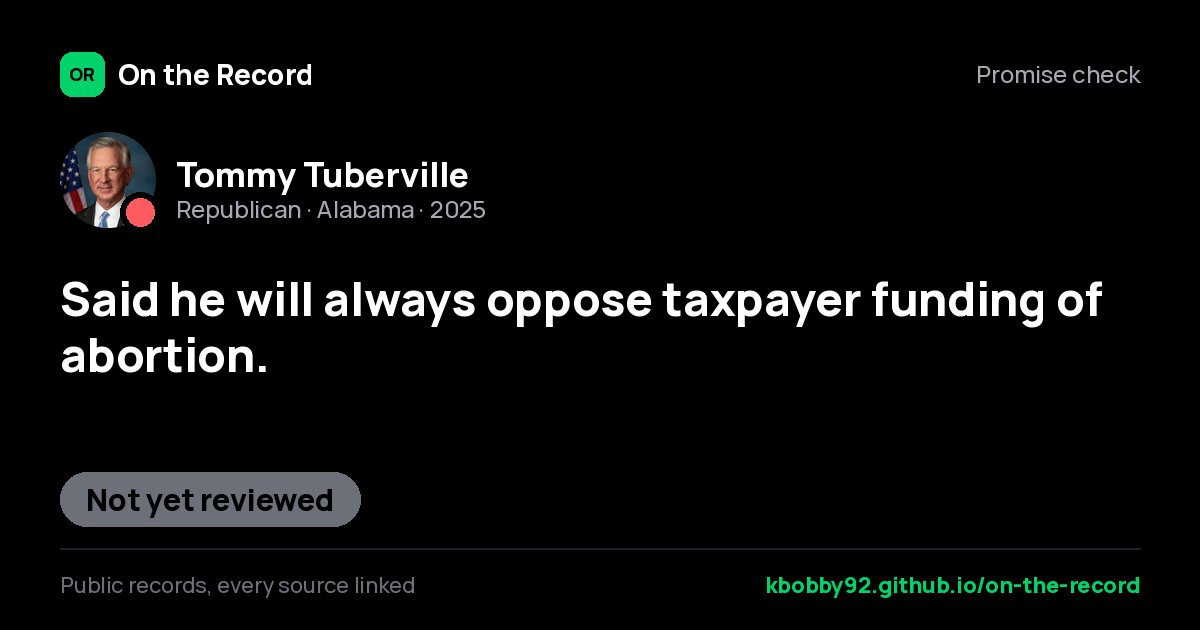 OR On the Record
Promise check
Tommy Tuberville
Republican · Alabama · 2025
Said he will always oppose taxpayer funding of
abortion.
Not yet reviewed
Public records, every source linked
kbobby92.github.io/on-the-record